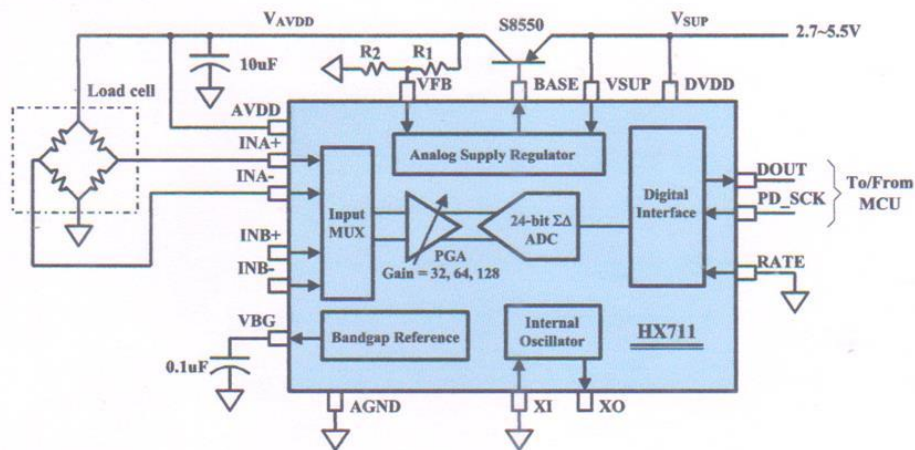 V_AVDD
S8550
V_SUP
2.7~5.5V
10uF
R2
R1
VFB
BASE
VSUP
DVDD
Load cell
AVDD
INA+
INA-
INB+
INB-
VBG
0.1uF
Analog Supply Regulator
Input
MUX
PGA
Gain = 32, 64, 128
24-bit ΣΔ
ADC
Digital
Interface
DOUT
PD_SCK
To/From
MCU
RATE
Bandgap Reference
Internal
Oscillator
HX711
AGND
XI
XO